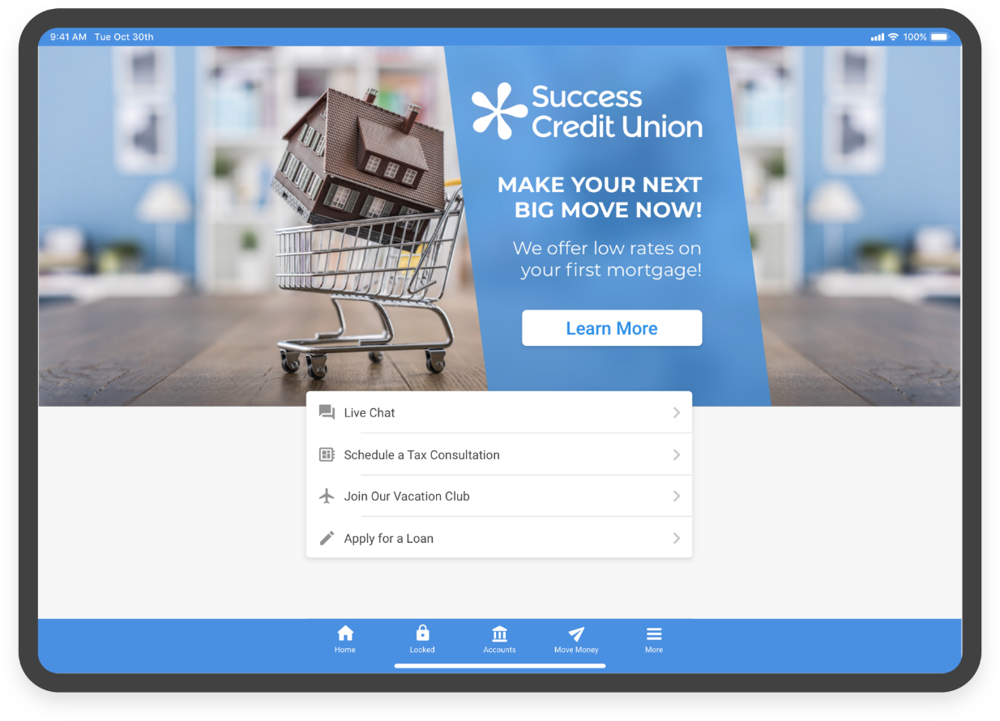 9:41 AM Tue Oct 30th
100%
Success
Credit Union
MAKE YOUR NEXT
BIG MOVE NOW!
We offer low rates on
your first mortgage!
Learn More
Live Chat
Schedule a Tax Consultation
Join Our Vacation Club
Apply for a Loan
Home
Locked
Accounts
Move Money
More